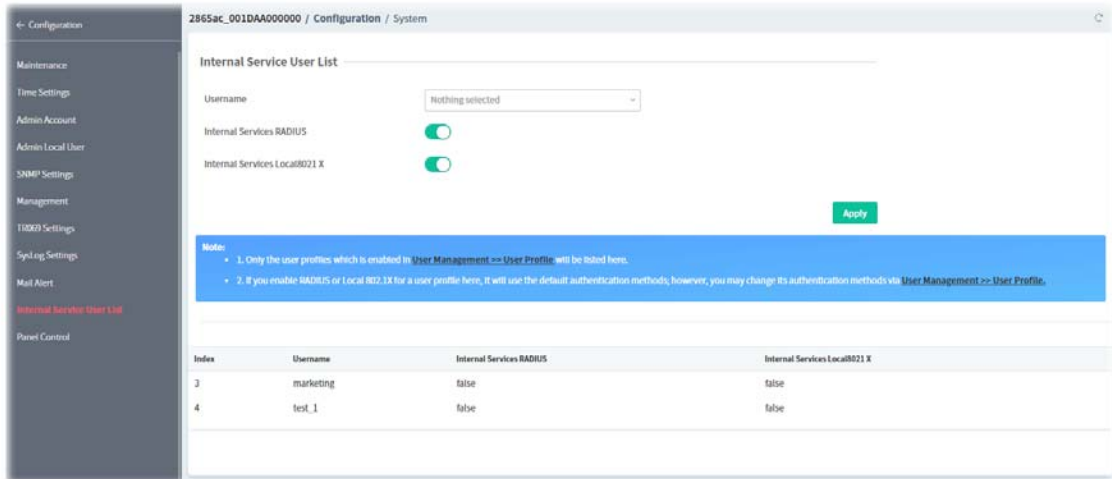 ← Configuration
2865ac_001DAA000000 / Configuration / System
Maintenance
Time Settings
Admin Account
Admin Local User
SNMP Settings
Management
TR069 Settings
SysLog Settings
Mail Alert
Internal Service User List
Panel Control
Internal Service User List
Username
Nothing selected
Internal Services RADIUS
Internal Services Local8021 X
Apply
Note:
• 1. Only the user profiles which is enabled in User Management >> User Profile will be listed here.
• 2. If you enable RADIUS or Local 802.1X for a user profile here, it will use the default authentication methods; however, you may change its authentication methods via User Management >> User Profile.
Index Username Internal Services RADIUS Internal Services Local8021 X
3 marketing false false
4 test_1 false false